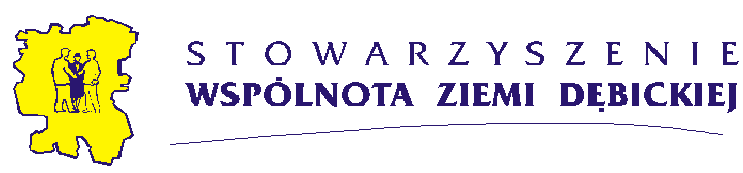 STOWARZYSZENIE
WSPÓLNOTA ZIEMI DĘBICKIEJ